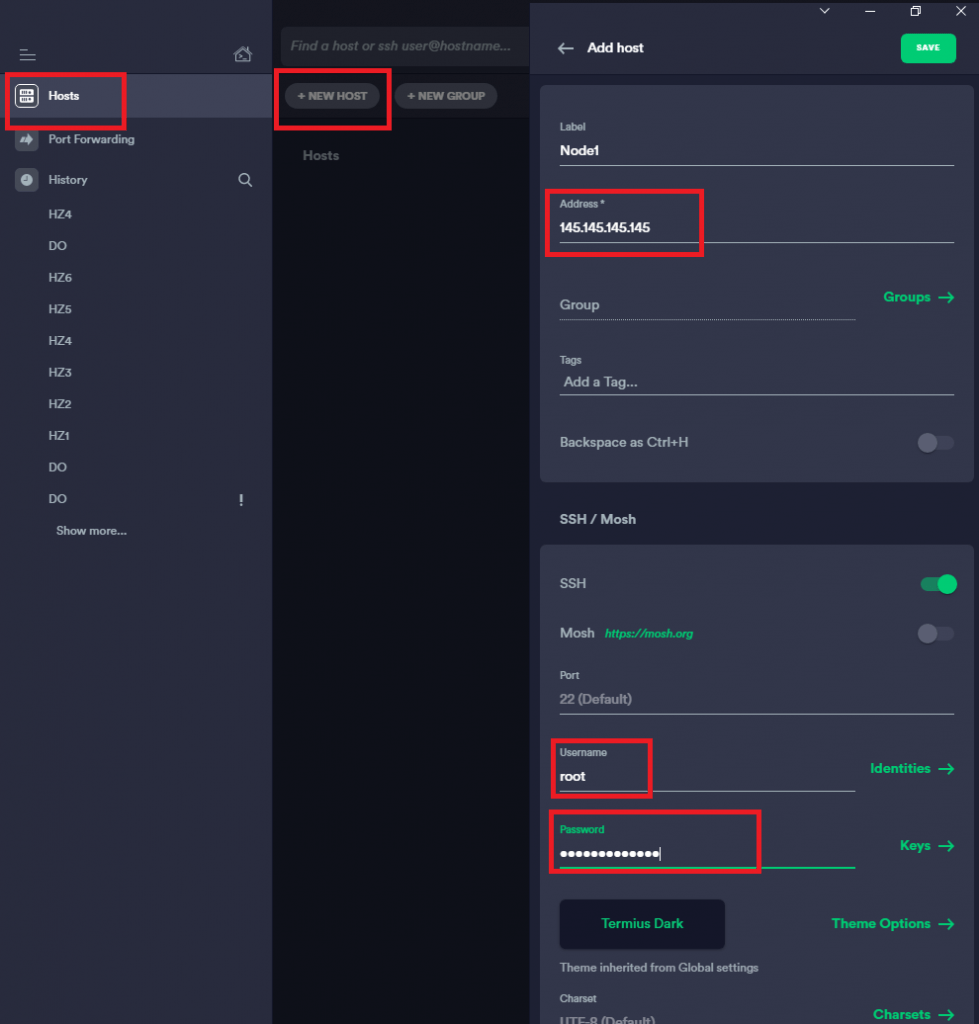 Hosts
Port Forwarding
History
HZ4
DO
HZ6
HZ5
HZ4
HZ3
HZ2
HZ1
DO
DO !
Show more...
Find a host or ssh user@hostname...
+ NEW HOST
+ NEW GROUP
Hosts
Add host
SAVE
Label
Node1
Address *
145.145.145.145
Group
Groups →
Tags
Add a Tag...
Backspace as Ctrl+H
SSH / Mosh
SSH
Mosh https://mosh.org
Port
22 (Default)
Username
root
Identities →
Password
•••••••••••••
Keys →
Termius Dark
Theme Options →
Theme inherited from Global settings
Charset
UTF-8 (Default)
Charsets →